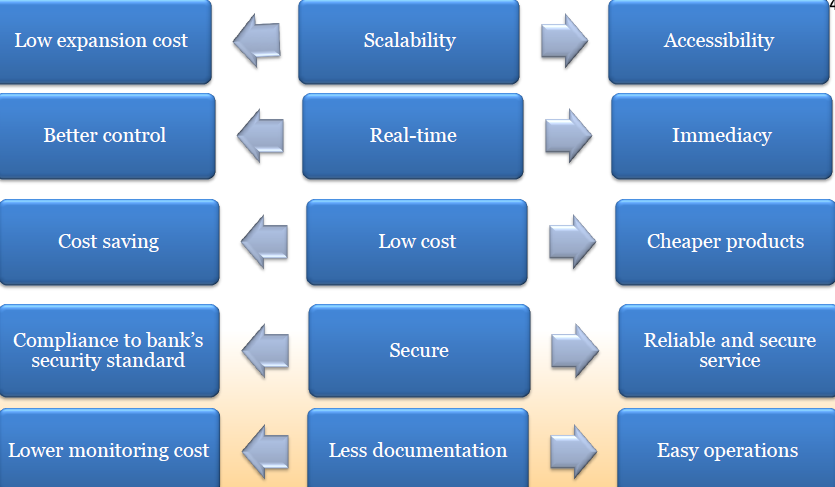 4
Low expansion cost
Scalability
Accessibility
Better control
Real-time
Immediacy
Cost saving
Low cost
Cheaper products
Compliance to bank's
security standard
Secure
Reliable and secure
service
Lower monitoring cost
Less documentation
Easy operations